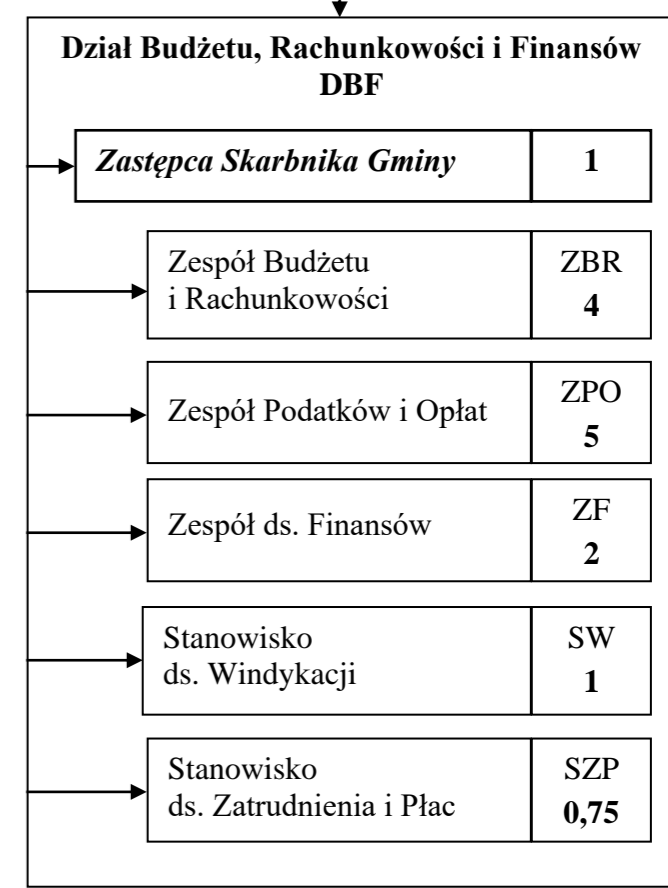 Dział Budżetu, Rachunkowości i Finansów
DBF
Zastępca Skarbnika Gminy 1
Zespół Budżetu
i Rachunkowości
ZBR
4
Zespół Podatków i Opłat
ZPO
5
Zespół ds. Finansów
ZF
2
Stanowisko
ds. Windykacji
SW
1
Stanowisko
ds. Zatrudnienia i Płac
SZP
0,75